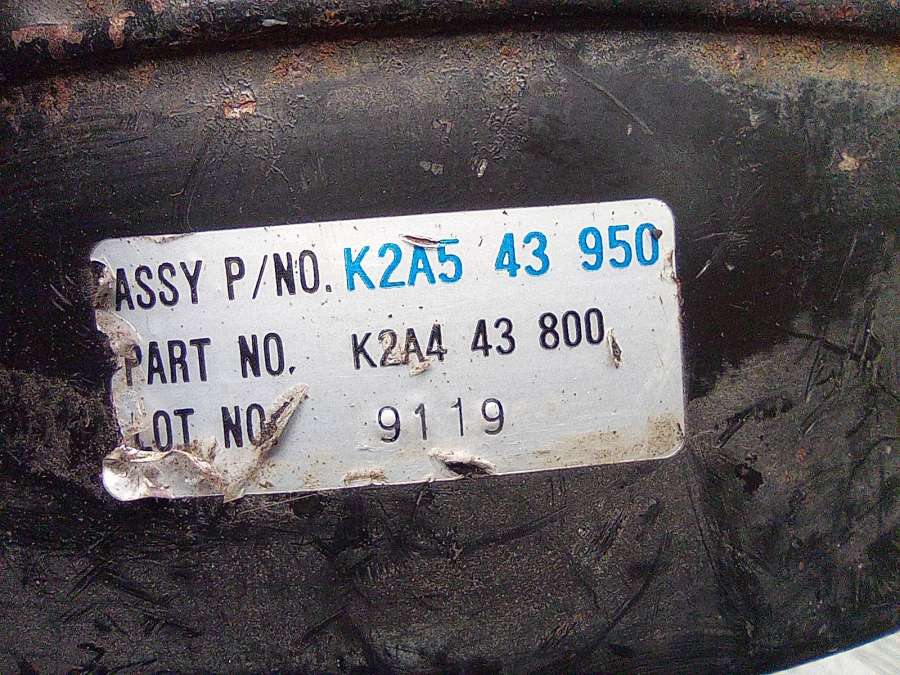 ASSY P/NO. K2A5 43 950
PART NO. K2A4 43 800
LOT NO. 9119